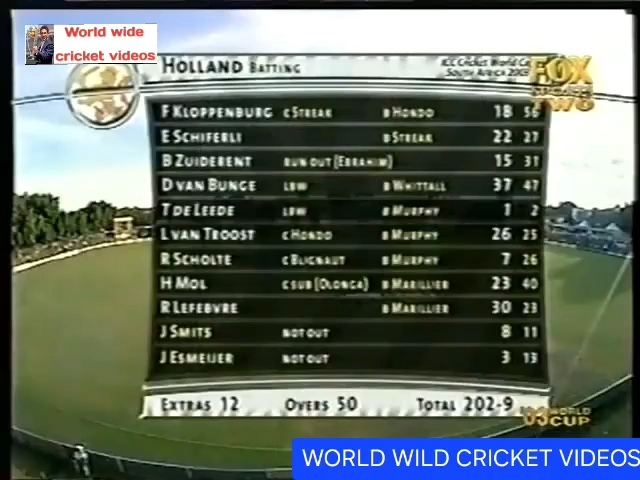 World wide
cricket videos
HOLLAND BATTING
ICC Cricket World Cup
South Africa 2003
FOX
TWO
F KLOPPENBURG C STREAK B HONDO 18 56
E SCHIFERLI B STREAK 22 27
B ZUIDERENT RUN OUT (EBRAHIM) 15 31
D VAN BUNGE LBW B WHITTALL 37 47
T DE LEEDE LBW B MURPHY 1 2
L VAN TROOST C HONDO B MURPHY 26 25
R SCHOLTE C BLIGNAUT B MURPHY 7 26
H MOL C SUB (OLONGA) B MARILLIER 23 40
R LEFEBVRE B MARILLIER 30 23
J SMITS NOT OUT 8 11
J ESMEIJER NOT OUT 3 13
EXTRAS 12 OVERS 50 TOTAL 202-9
WORLD
CUP
WORLD WILD CRICKET VIDEOS